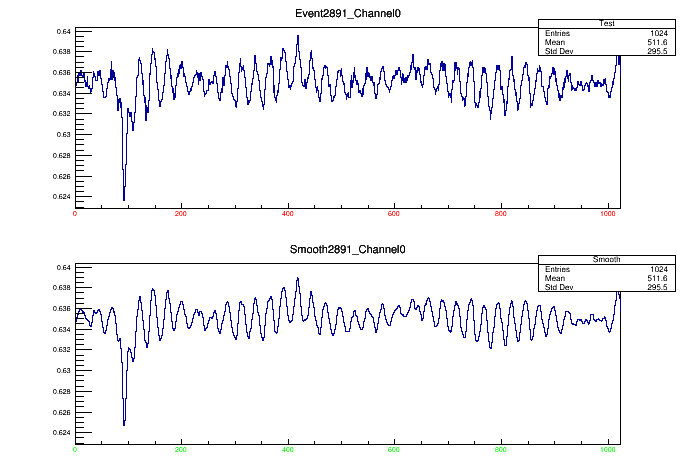 Event2891_Channel0
Test
Entries 1024
Mean 511.6
Std Dev 295.5
0.64
0.638
0.636
0.634
0.632
0.63
0.628
0.626
0.624
0 200 400 600 800 1000
Smooth2891_Channel0
Smooth
Entries 1024
Mean 511.6
Std Dev 295.5
0.64
0.638
0.636
0.634
0.632
0.63
0.628
0.626
0.624
0 200 400 600 800 1000